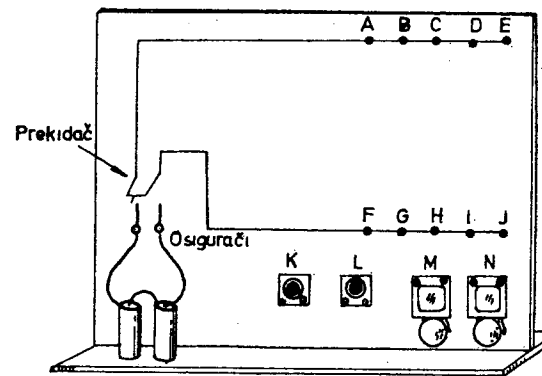 A B C D E
Prekidač
Osigurači
F G H I J
K L M N